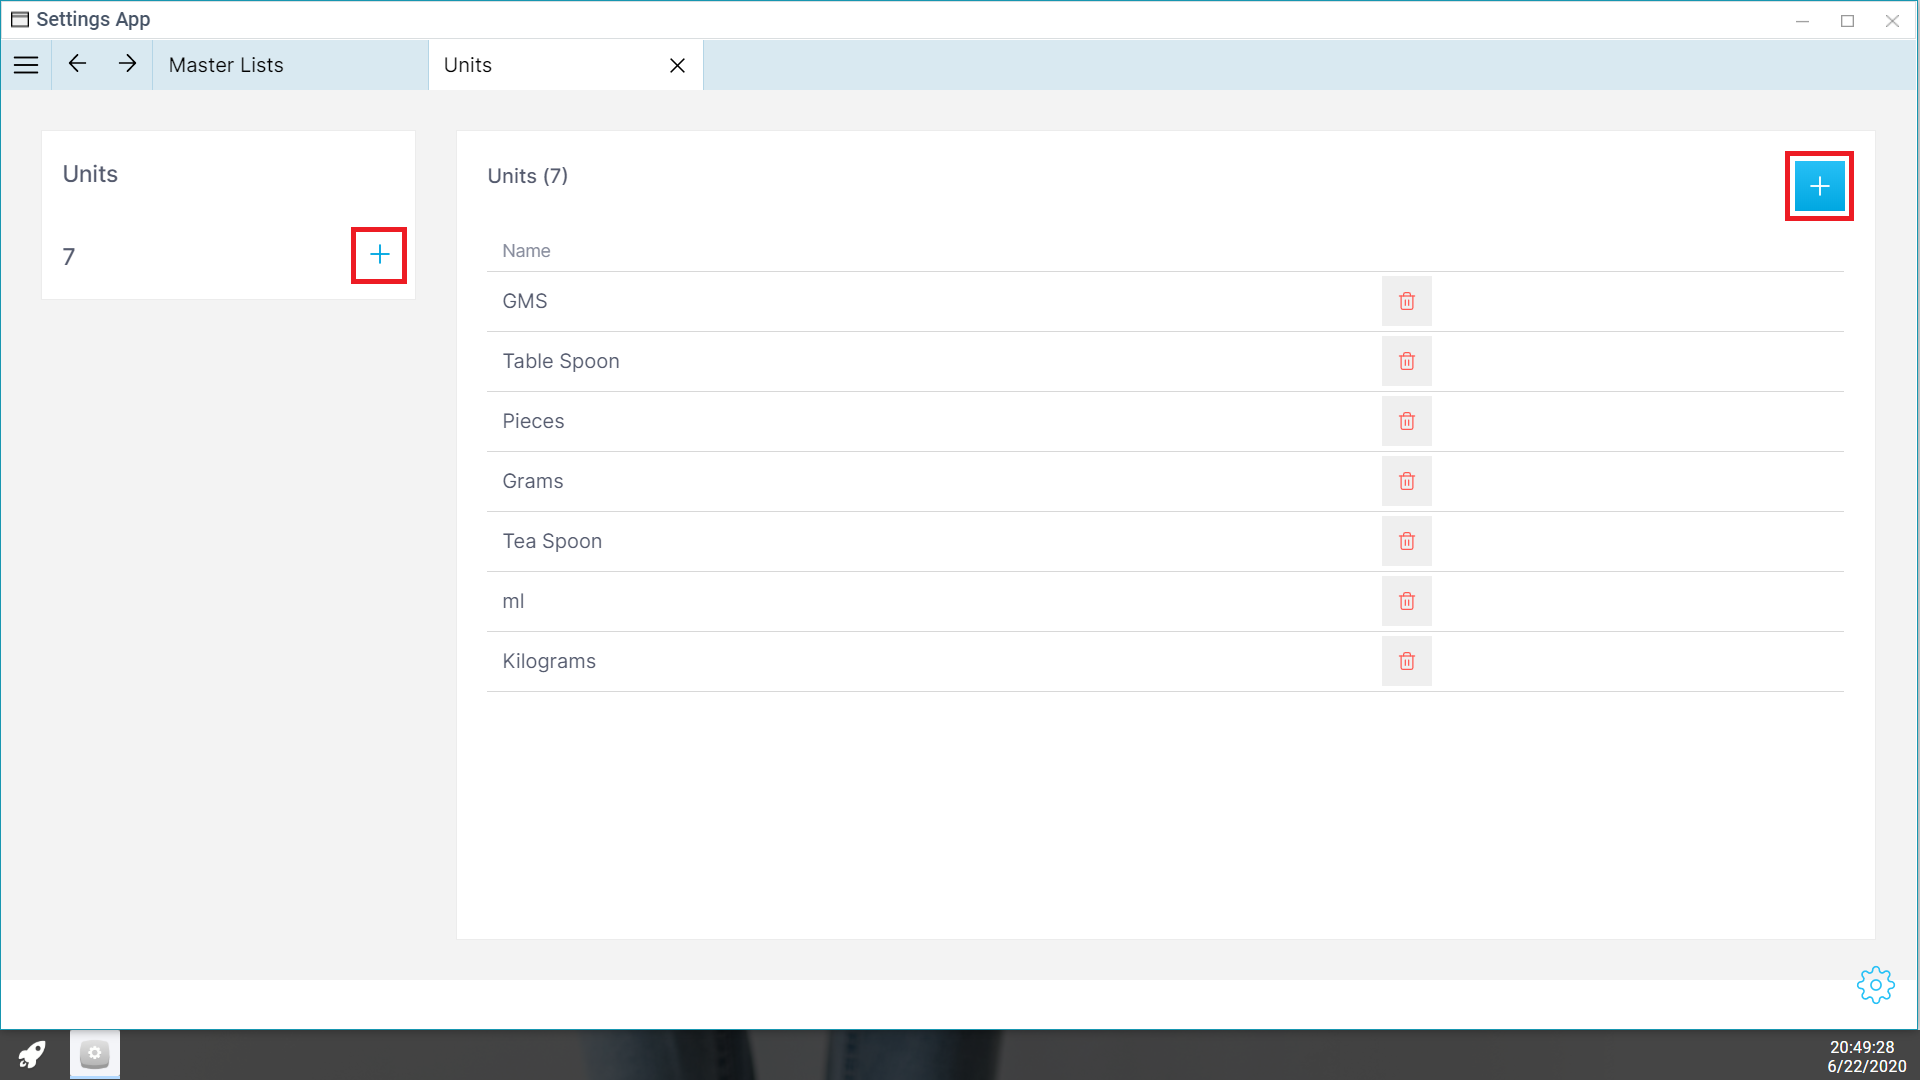 Settings App
Master Lists
Units
Units
7
Units (7)
Name
GMS
Table Spoon
Pieces
Grams
Tea Spoon
ml
Kilograms
20:49:28
6/22/2020